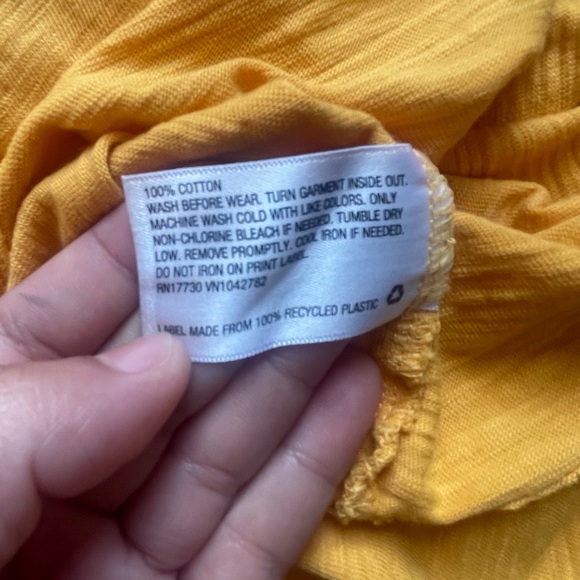 100% COTTON
WASH BEFORE WEAR. TURN GARMENT INSIDE OUT.
MACHINE WASH COLD WITH LIKE COLORS. ONLY
NON-CHLORINE BLEACH IF NEEDED. TUMBLE DRY
LOW. REMOVE PROMPTLY. COOL IRON IF NEEDED.
DO NOT IRON ON PRINT LABEL.
RN17730 VN1042782
LABEL MADE FROM 100% RECYCLED PLASTIC